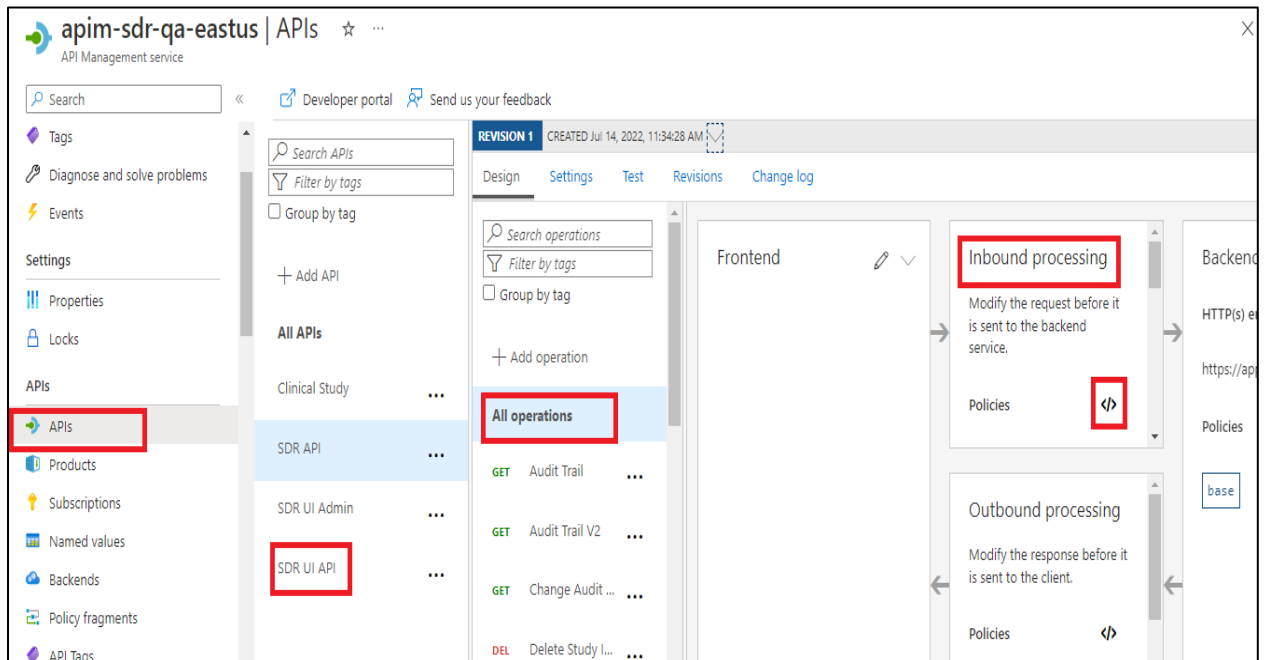 apim-sdr-qa-eastus | APIs
API Management service
Search
Tags
Diagnose and solve problems
Events
Settings
Properties
Locks
APIs
APIs
Products
Subscriptions
Named values
Backends
Policy fragments
API Tags
Developer portal
Send us your feedback
Search APIs
Filter by tags
Group by tag
+ Add API
All APIs
Clinical Study
SDR API
SDR UI Admin
SDR UI API
REVISION 1 CREATED Jul 14, 2022, 11:34:28 AM
Design Settings Test Revisions Change log
Search operations
Filter by tags
Group by tag
+ Add operation
All operations
GET Audit Trail
GET Audit Trail V2
GET Change Audit ...
DEL Delete Study I...
Frontend
Inbound processing
Modify the request before it
is sent to the backend
service.
Policies </>
Outbound processing
Modify the response before it
is sent to the client.
Policies </>
Backend
HTTP(s)
https://
Policies
base